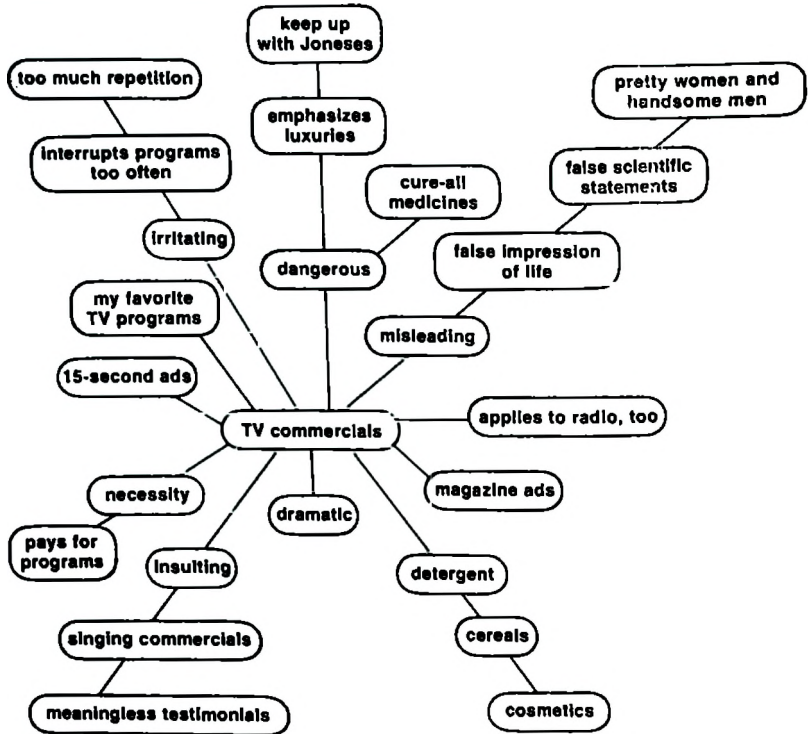 keep up
with Joneses
too much repetition
pretty women and
handsome men
emphasizes
luxuries
interrupts programs
too often
false scientific
statements
cure-all
medicines
irritating
false impression
of life
dangerous
my favorite
TV programs
misleading
15-second ads
applies to radio, too
TV commercials
necessity
magazine ads
dramatic
pays for
programs
insulting
detergent
singing commercials
cereals
meaningless testimonials
cosmetics